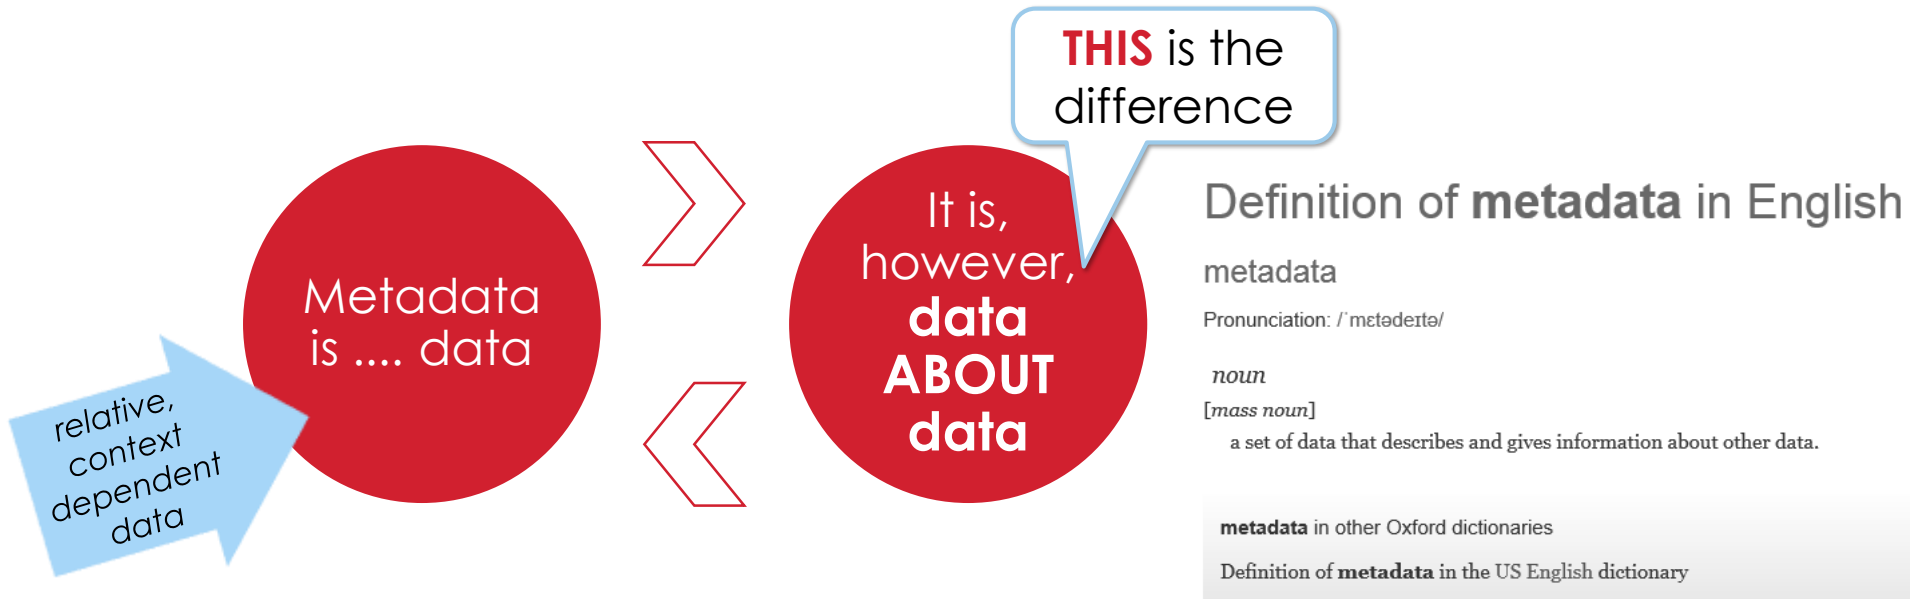 THIS is the
difference
Metadata
is .... data
relative,
context
dependent
data
It is,
however,
data
ABOUT
data
Definition of metadata in English
metadata
Pronunciation: /ˈmɛtədeɪtə/
noun
[mass noun]
a set of data that describes and gives information about other data.
metadata in other Oxford dictionaries
Definition of metadata in the US English dictionary